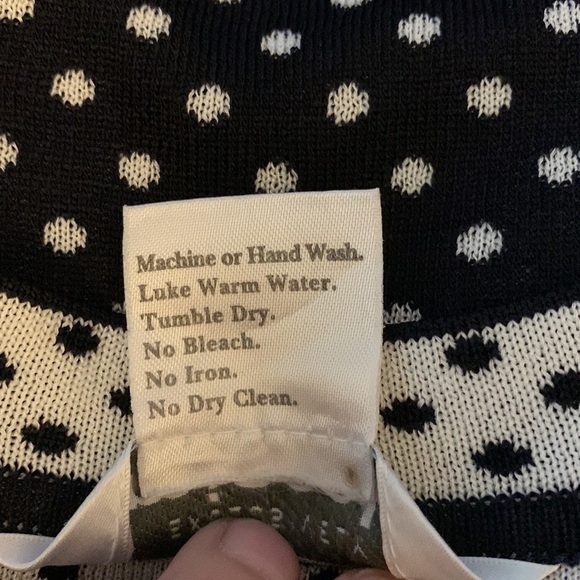 Machine or Hand Wash.
Luke Warm Water.
Tumble Dry.
No Bleach.
No Iron.
No Dry Clean.